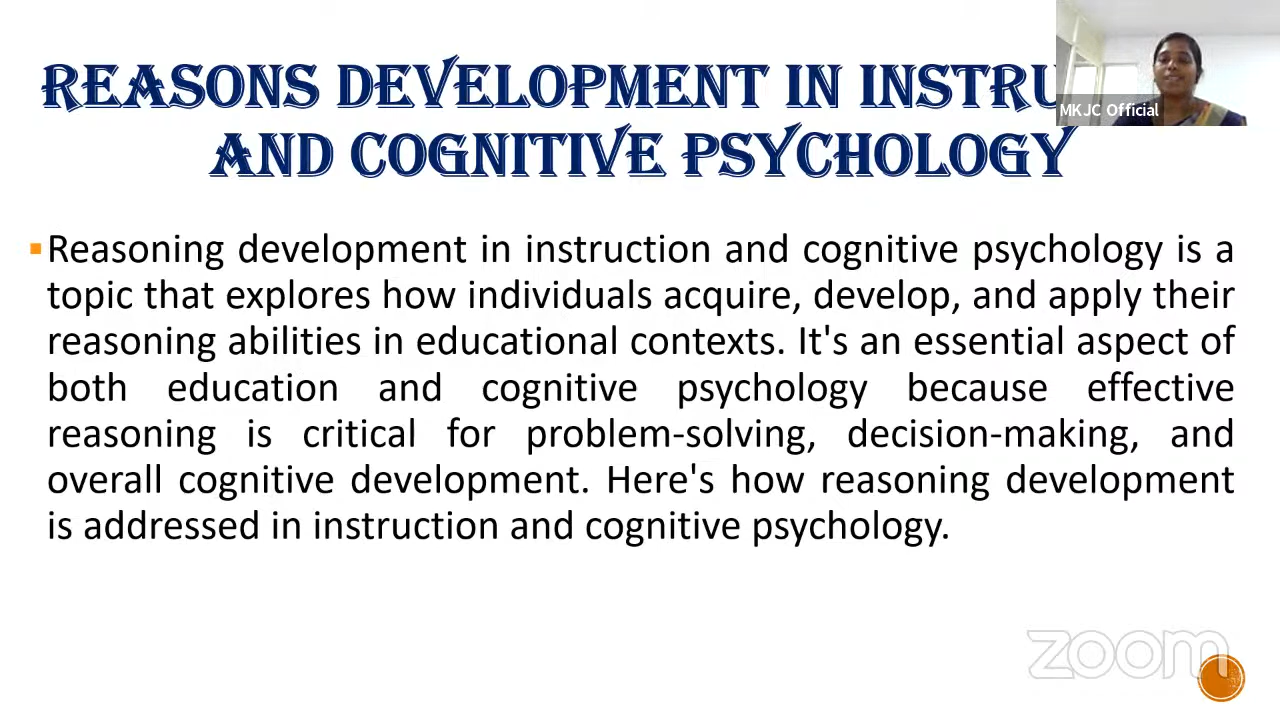 REASONS DEVELOPMENT IN INSTRU
MKJC Official
AND COGNITIVE PSYCHOLOGY
Reasoning development in instruction and cognitive psychology is a
topic that explores how individuals acquire, develop, and apply their
reasoning abilities in educational contexts. It's an essential aspect of
both education and cognitive psychology because effective
reasoning is critical for problem-solving, decision-making, and
overall cognitive development. Here's how reasoning development
is addressed in instruction and cognitive psychology.
zoom